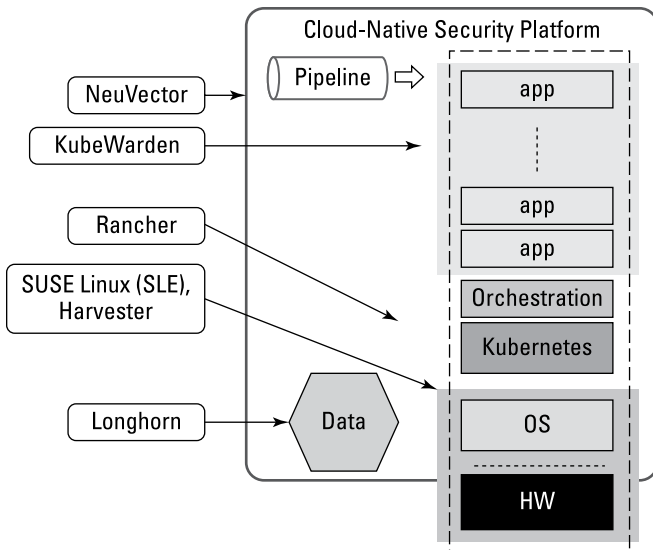 Cloud-Native Security Platform
Pipeline
app
NeuVector
KubeWarden
app
Rancher
app
SUSE Linux (SLE),
Harvester
Orchestration
Kubernetes
Longhorn
Data
OS
HW